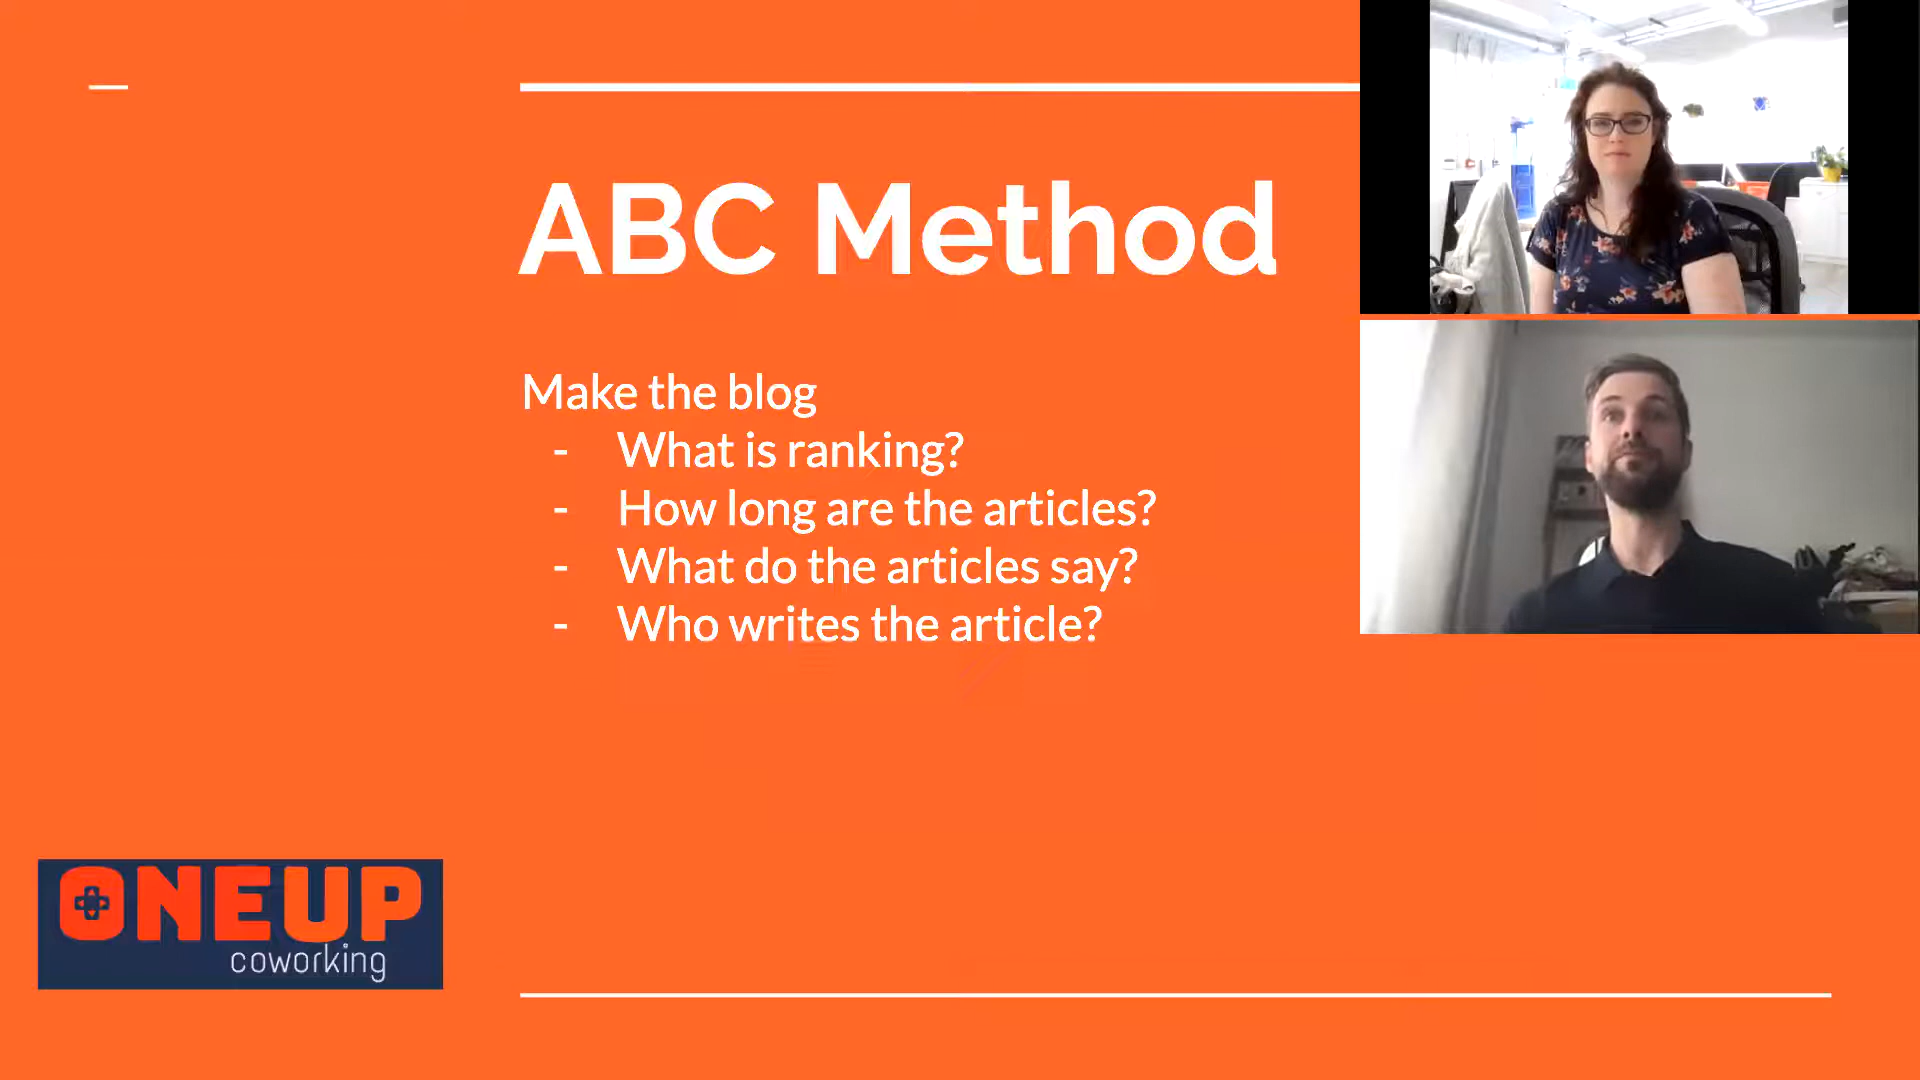 ABC Method
Make the blog
- What is ranking?
- How long are the articles?
- What do the articles say?
- Who writes the article?
ONEUP
coworking